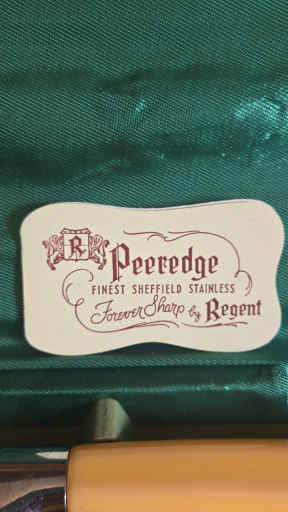 R
Peeredge
FINEST SHEFFIELD STAINLESS
Forever Sharp by Regent